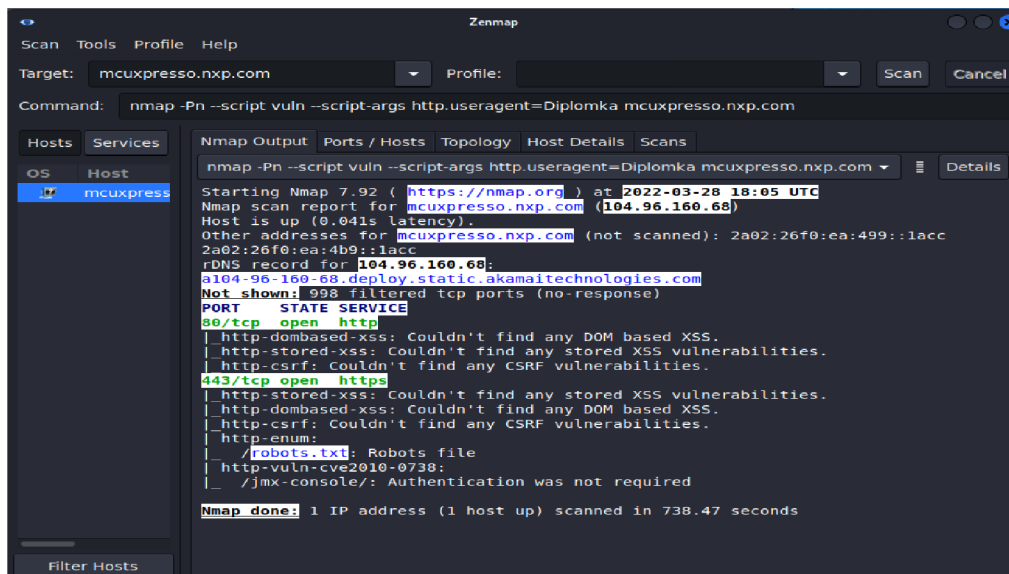 Zenmap
Scan Tools Profile Help
Target: mcuxpresso.nxp.com Profile: Scan Cancel
Command: nmap -Pn --script vuln --script-args http.useragent=Diplomka mcuxpresso.nxp.com
Hosts Services
Nmap Output Ports / Hosts Topology Host Details Scans
OS Host
mcuxpress
nmap -Pn --script vuln --script-args http.useragent=Diplomka mcuxpresso.nxp.com Details
Starting Nmap 7.92 ( https://nmap.org ) at 2022-03-28 18:05 UTC
Nmap scan report for mcuxpresso.nxp.com (104.96.160.68)
Host is up (0.041s latency).
Other addresses for mcuxpresso.nxp.com (not scanned): 2a02:26f0:ea:499::1acc
2a02:26f0:ea:4b9::1acc
rDNS record for 104.96.160.68:
a104-96-160-68.deploy.static.akamaitechnologies.com
Not shown: 998 filtered tcp ports (no-response)
PORT STATE SERVICE
80/tcp open http
|_http-dombased-xss: Couldn't find any DOM based XSS.
|_http-stored-xss: Couldn't find any stored XSS vulnerabilities.
|_http-csrf: Couldn't find any CSRF vulnerabilities.
443/tcp open https
|_http-stored-xss: Couldn't find any stored XSS vulnerabilities.
|_http-dombased-xss: Couldn't find any DOM based XSS.
|_http-csrf: Couldn't find any CSRF vulnerabilities.
| http-enum:
|_ /robots.txt: Robots file
| http-vuln-cve2010-0738:
|_ /jmx-console/: Authentication was not required
Nmap done: 1 IP address (1 host up) scanned in 738.47 seconds
Filter Hosts